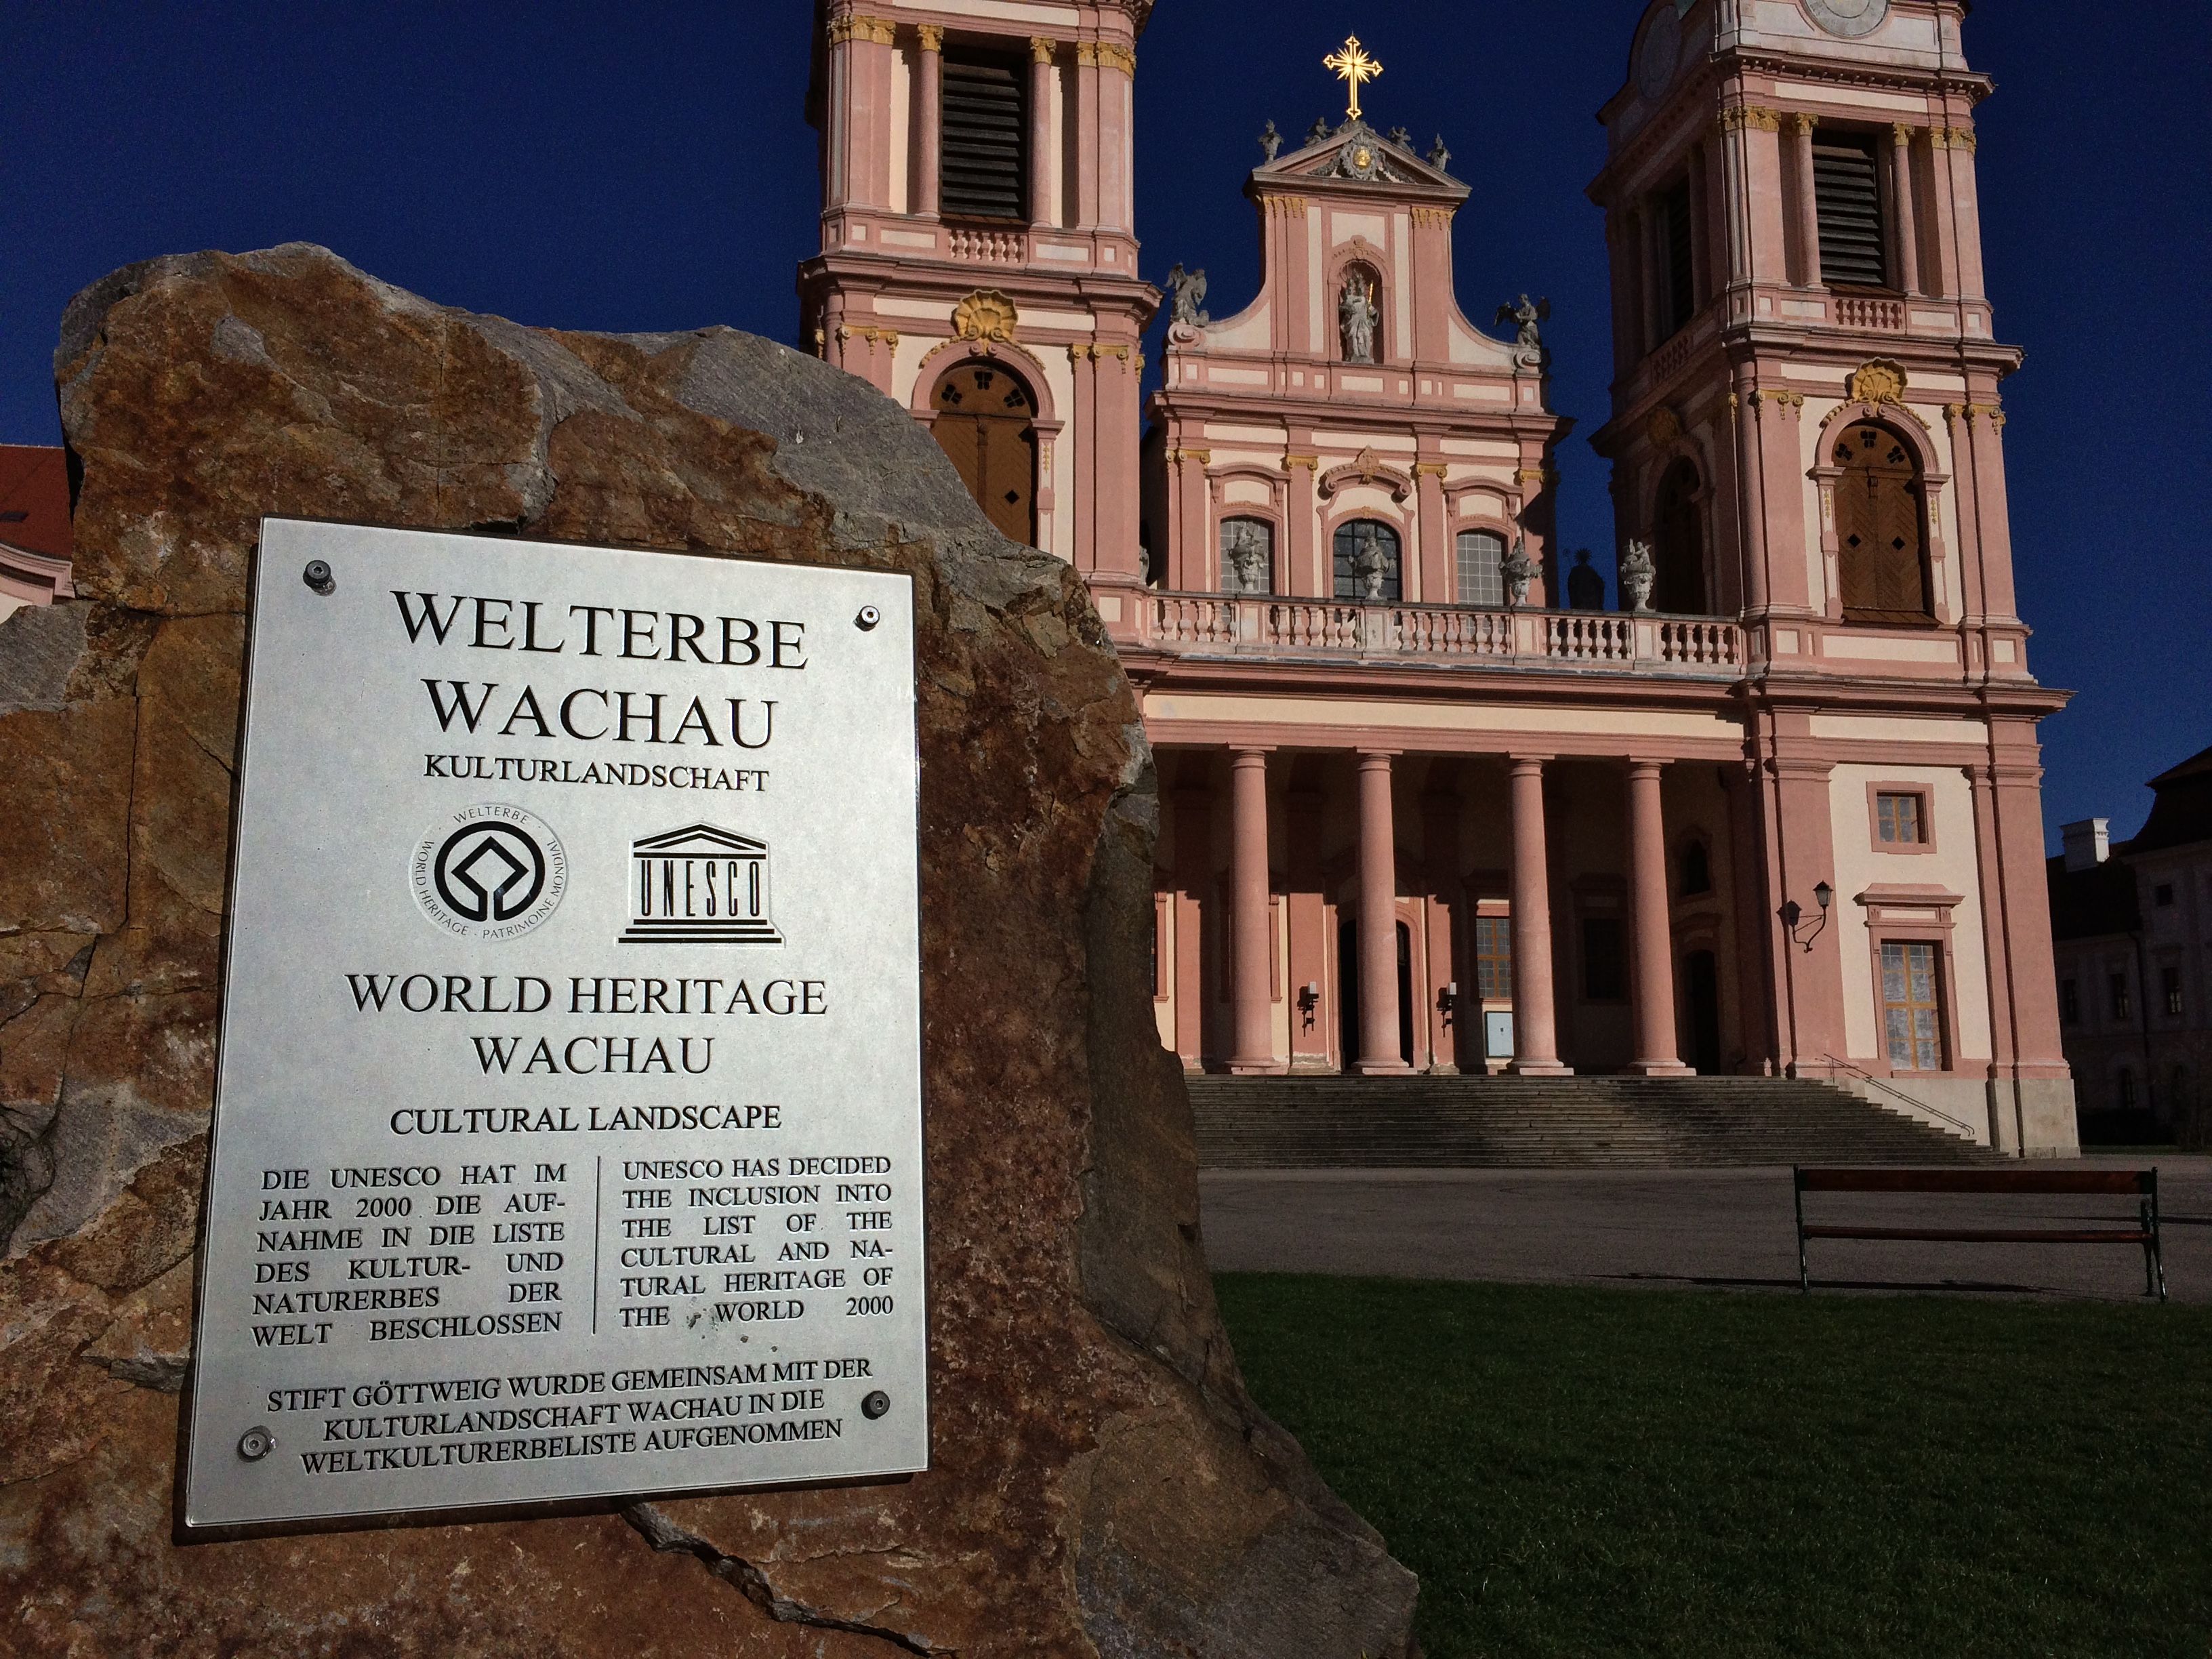 WELTERBE
WACHAU
KULTURLANDSCHAFT
WELTERBE · WORLD HERITAGE · PATRIMOINE MONDIAL
UNESCO
WORLD HERITAGE
WACHAU
CULTURAL LANDSCAPE
DIE UNESCO HAT IM
JAHR 2000 DIE AUF-
NAHME IN DIE LISTE
DES KULTUR- UND
NATURERBES DER
WELT BESCHLOSSEN
UNESCO HAS DECIDED
THE INCLUSION INTO
THE LIST OF THE
CULTURAL AND NA-
TURAL HERITAGE OF
THE WORLD 2000
STIFT GÖTTWEIG WURDE GEMEINSAM MIT DER
KULTURLANDSCHAFT WACHAU IN DIE
WELTKULTURERBELISTE AUFGENOMMEN